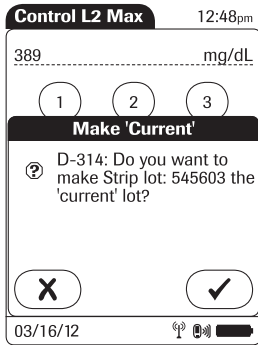 Control L2 Max 12:48pm
389 mg/dL
1 2 3
Make 'Current'
D-314: Do you want to
make Strip lot: 545603 the
'current' lot?
03/16/12